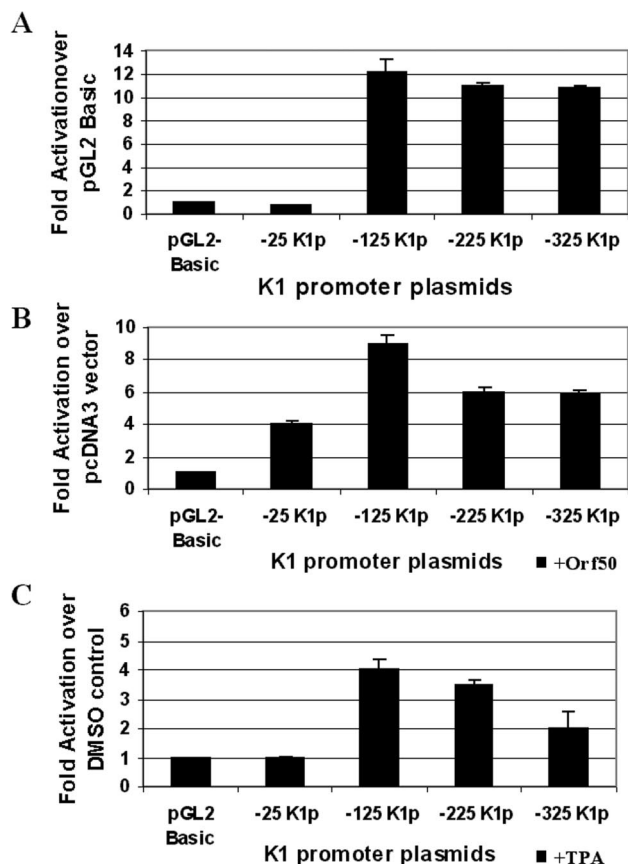 A
Fold Activationover
pGL2 Basic
14
12
10
8
6
4
2
0
pGL2-
Basic
-25 K1p
-125 K1p
-225 K1p
-325 K1p
K1 promoter plasmids
B
Fold Activation over
pcDNA3 vector
10
8
6
4
2
0
pGL2-
Basic
-25 K1p
-125 K1p
-225 K1p
-325 K1p
K1 promoter plasmids
+Orf50
C
Fold Activation over
DMSO control
6
5
4
3
2
1
0
pGL2
Basic
-25 K1p
-125 K1p
-225 K1p
-325 K1p
K1 promoter plasmids
+TPA